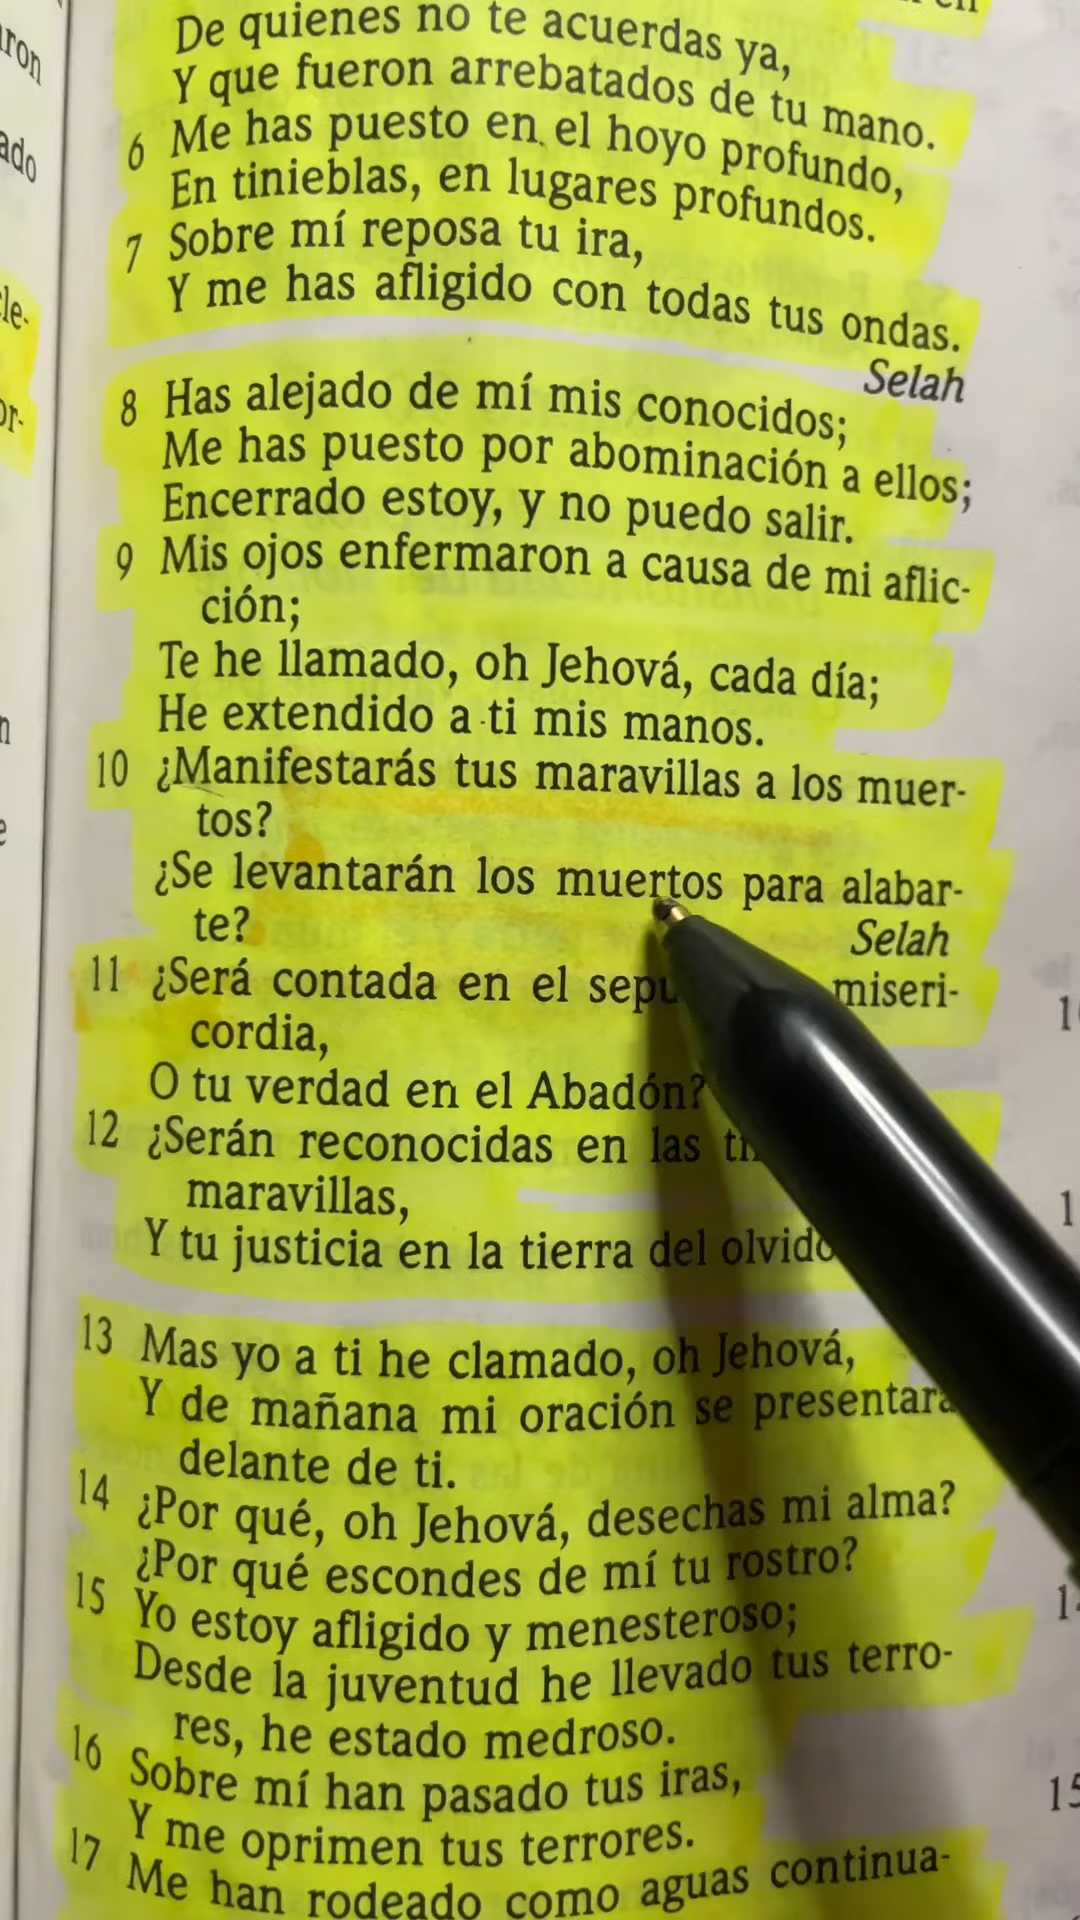 De quienes no te acuerdas ya,
Y que fueron arrebatados de tu mano.
6 Me has puesto en el hoyo profundo,
En tinieblas, en lugares profundos.
7 Sobre mí reposa tu ira,
Y me has afligido con todas tus ondas.
Selah
8 Has alejado de mí mis conocidos;
Me has puesto por abominación a ellos;
Encerrado estoy, y no puedo salir.
9 Mis ojos enfermaron a causa de mi aflic-
ción;
Te he llamado, oh Jehová, cada día;
He extendido a ti mis manos.
10 ¿Manifestarás tus maravillas a los muer-
tos?
¿Se levantarán los muertos para alabar-
te?
Selah
11 ¿Será contada en el miseri-
cordia,
O tu verdad en el Abadón?
12 ¿Serán reconocidas en las
maravillas,
Y tu justicia en la tierra del olvido
13 Mas yo a ti he clamado, oh Jehová,
Y de mañana mi oración se presentará
delante de ti.
14 ¿Por qué, oh Jehová, desechas mi alma?
¿Por qué escondes de mí tu rostro?
15 Yo estoy afligido y menesteroso;
Desde la juventud he llevado tus terro-
res, he estado medroso.
16 Sobre mí han pasado tus iras,
Y me oprimen tus terrores.
17 Me han rodeado como aguas continua-